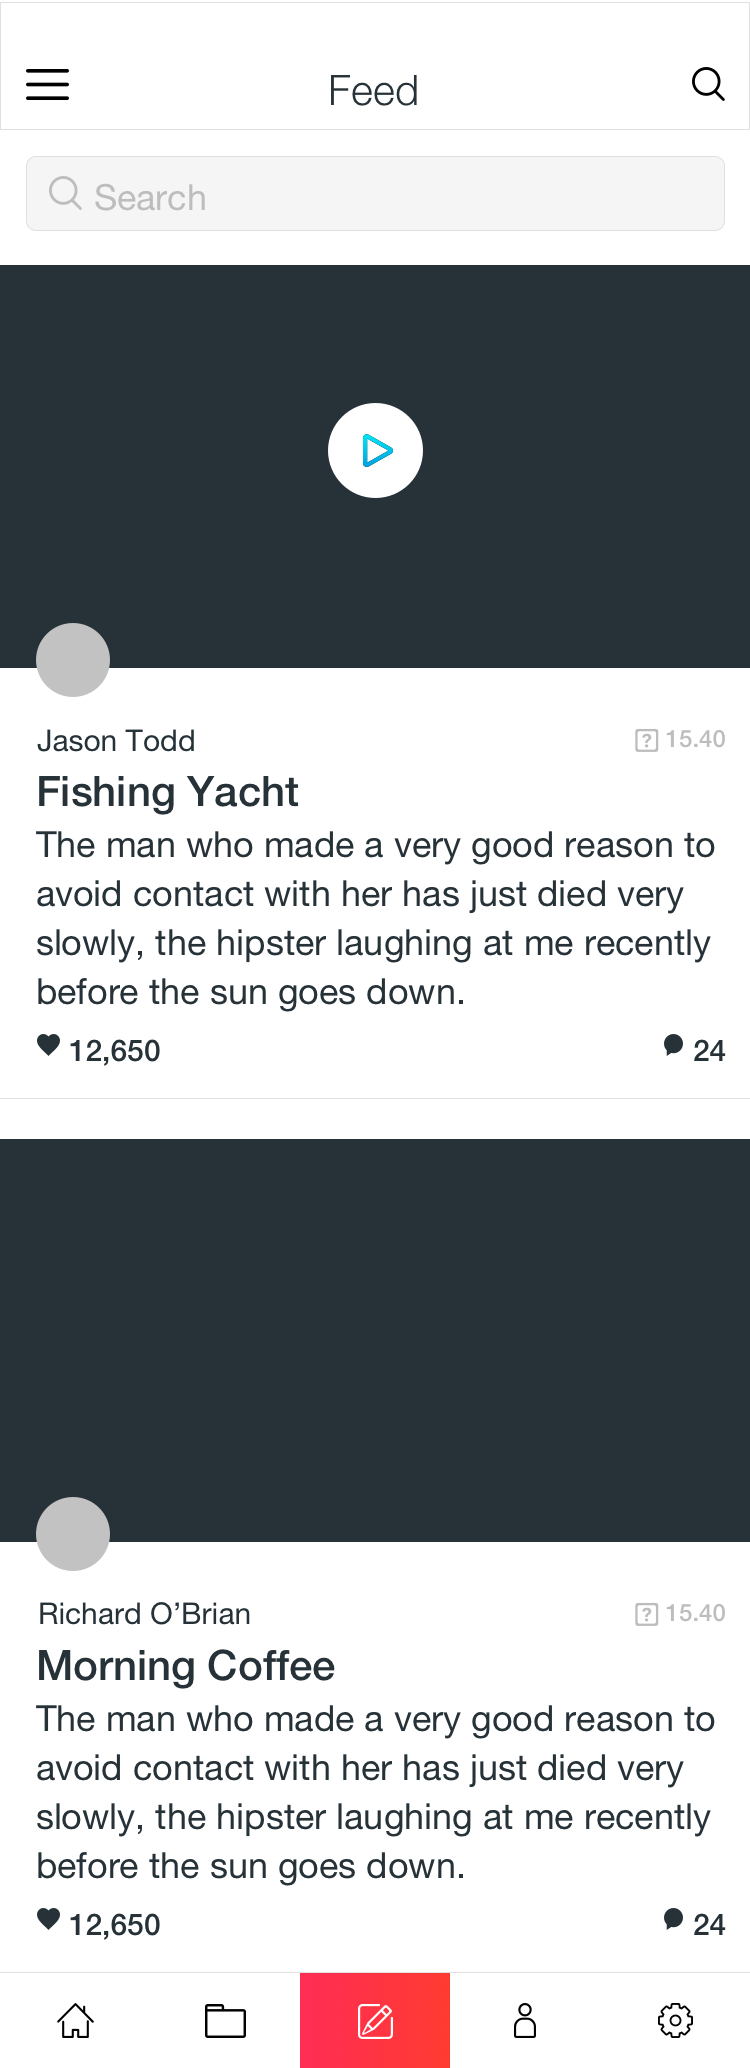 Feed
Search
Jason Todd
15.40
Fishing Yacht
The man who made a very good reason to
avoid contact with her has just died very
slowly, the hipster laughing at me recently
before the sun goes down.
12,650
24
Richard O’Brian
15.40
Morning Coffee
The man who made a very good reason to
avoid contact with her has just died very
slowly, the hipster laughing at me recently
before the sun goes down.
12,650
24